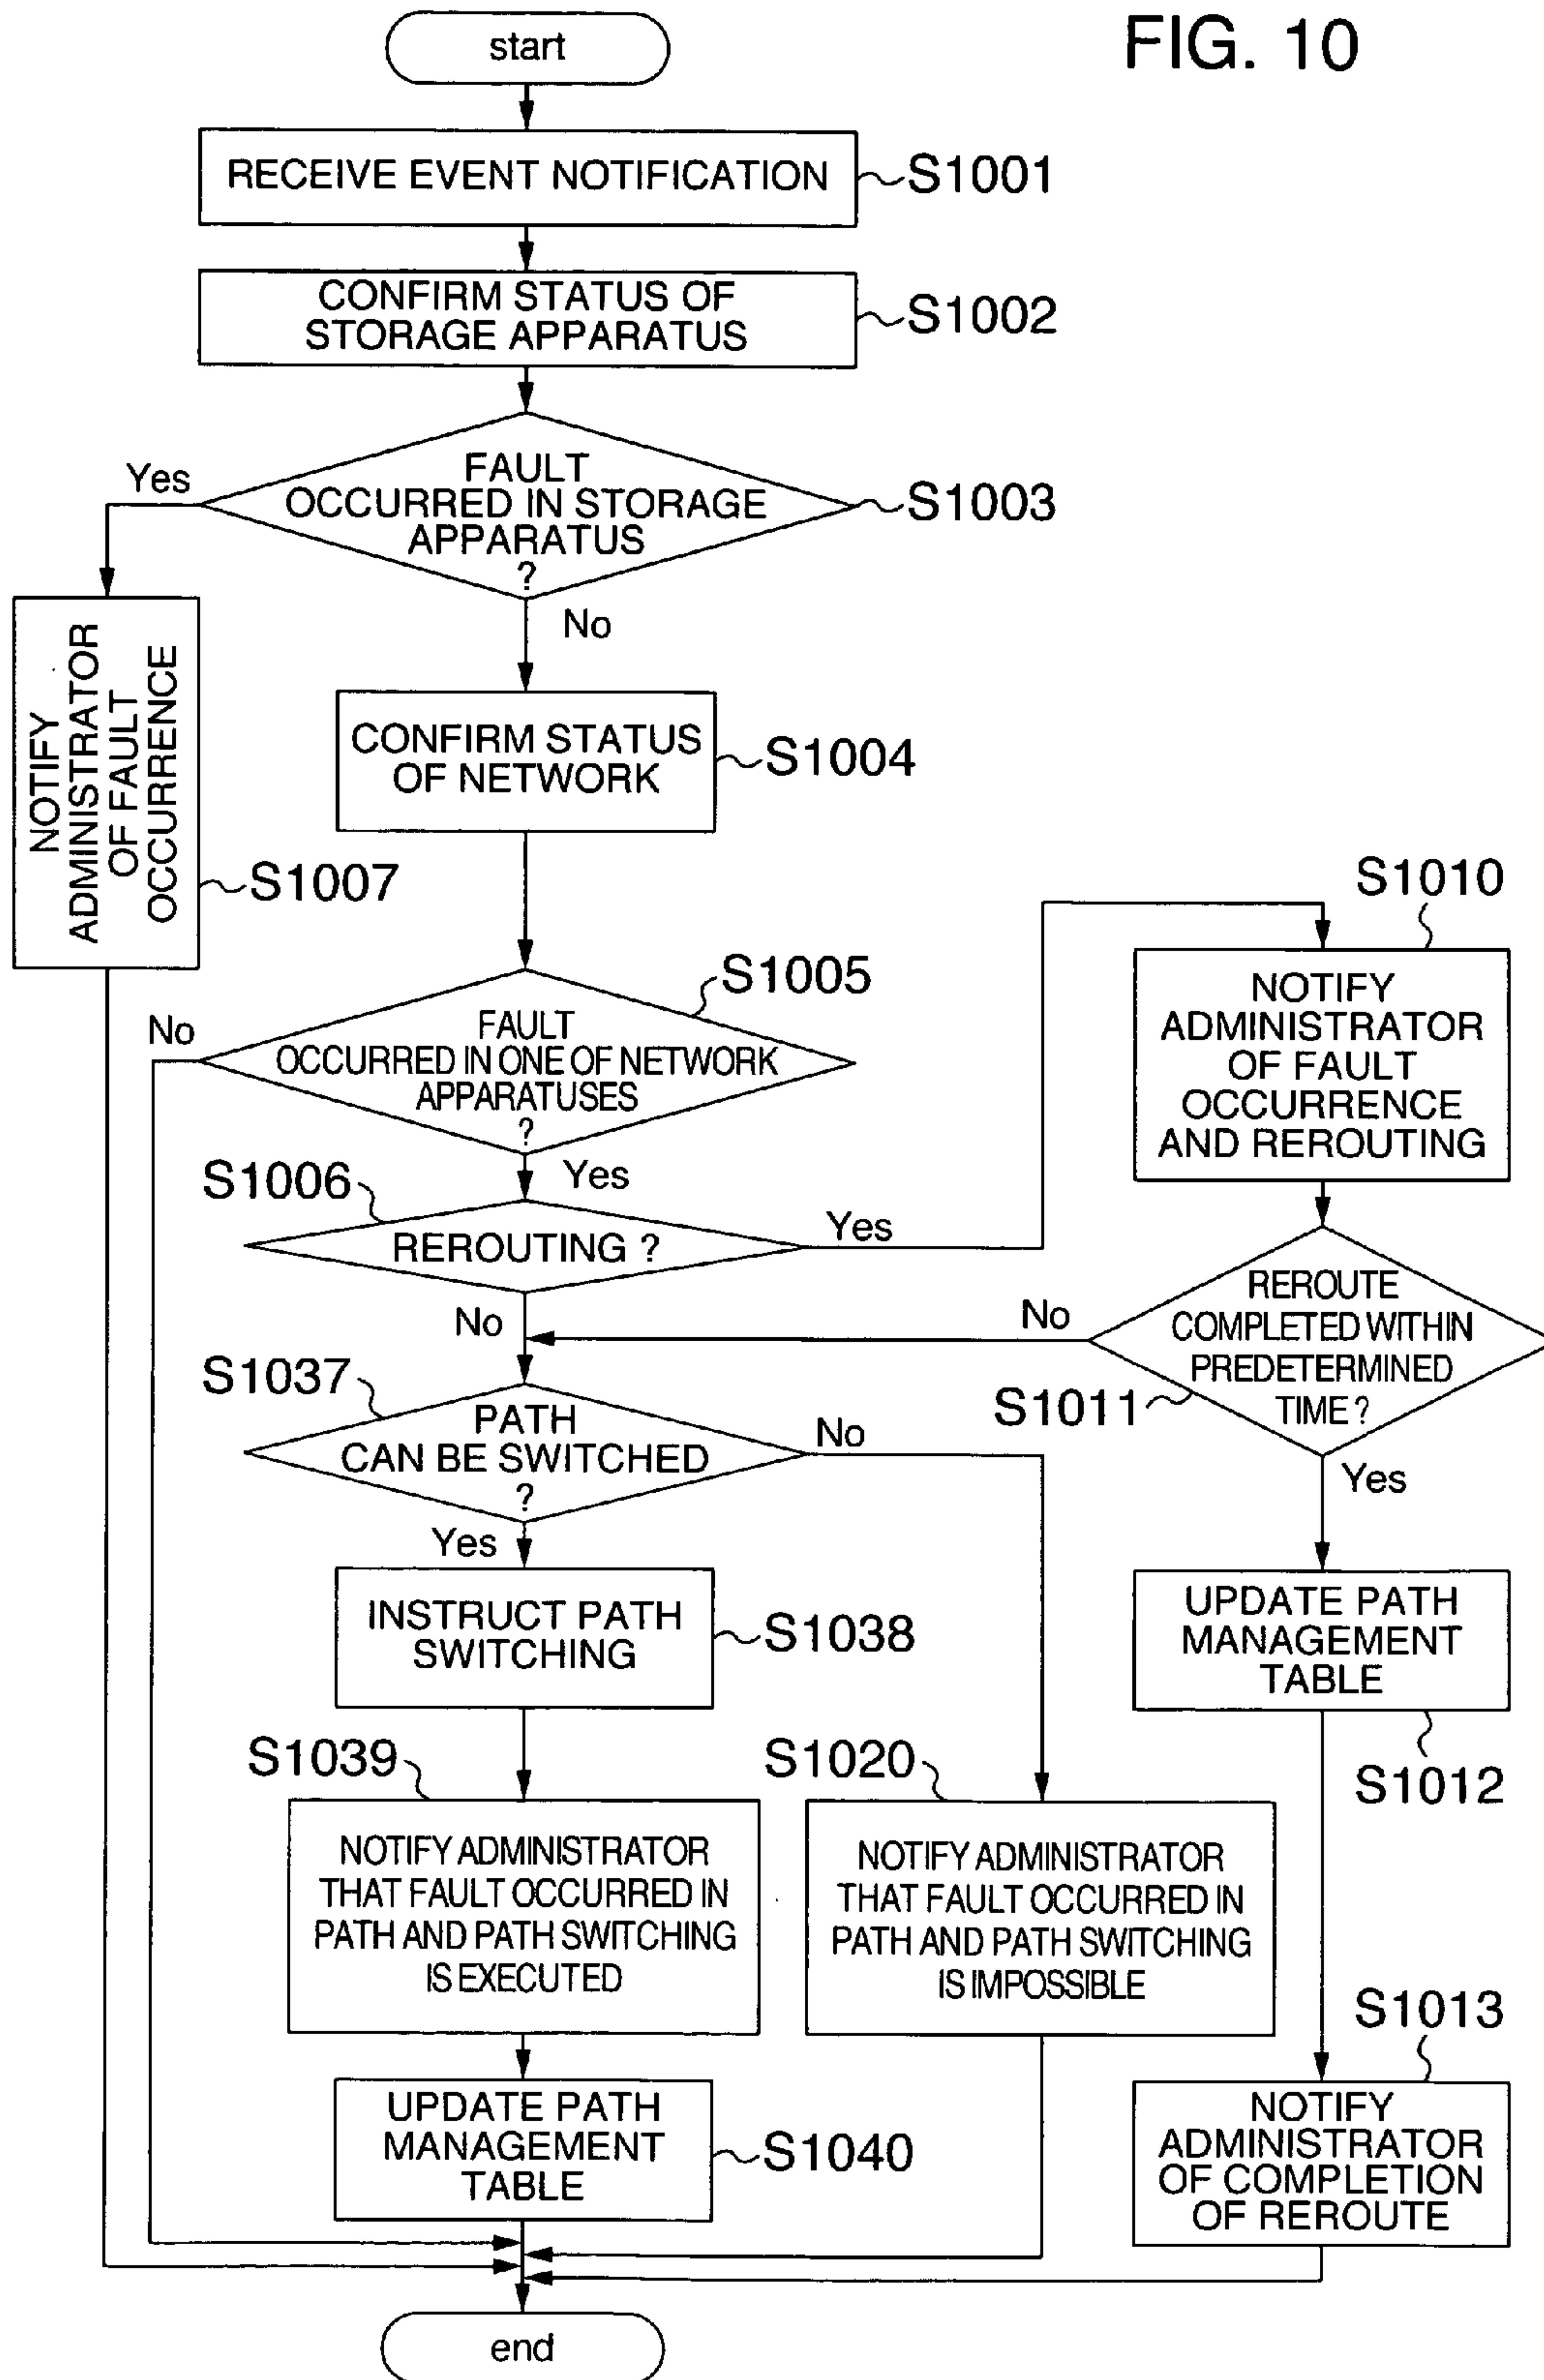 FIG. 10
start
RECEIVE EVENT NOTIFICATION
S1001
CONFIRM STATUS OF
STORAGE APPARATUS
S1002
FAULT
OCCURRED IN STORAGE
APPARATUS
?
S1003
Yes
No
NOTIFY
ADMINISTRATOR
OF FAULT
OCCURRENCE
S1007
CONFIRM STATUS
OF NETWORK
S1004
FAULT
OCCURRED IN ONE OF NETWORK
APPARATUSES
?
S1005
No
Yes
S1006
REROUTING ?
Yes
No
S1010
NOTIFY
ADMINISTRATOR
OF FAULT
OCCURRENCE
AND REROUTING
REROUTE
COMPLETED WITHIN
PREDETERMINED
TIME ?
S1011
No
Yes
S1037
PATH
CAN BE SWITCHED
?
No
Yes
INSTRUCT PATH
SWITCHING
S1038
UPDATE PATH
MANAGEMENT
TABLE
S1012
S1039
NOTIFY ADMINISTRATOR
THAT FAULT OCCURRED IN
PATH AND PATH SWITCHING
IS EXECUTED
S1020
NOTIFY ADMINISTRATOR
THAT FAULT OCCURRED IN
PATH AND PATH SWITCHING
IS IMPOSSIBLE
S1013
NOTIFY
ADMINISTRATOR
OF COMPLETION
OF REROUTE
UPDATE PATH
MANAGEMENT
TABLE
S1040
end